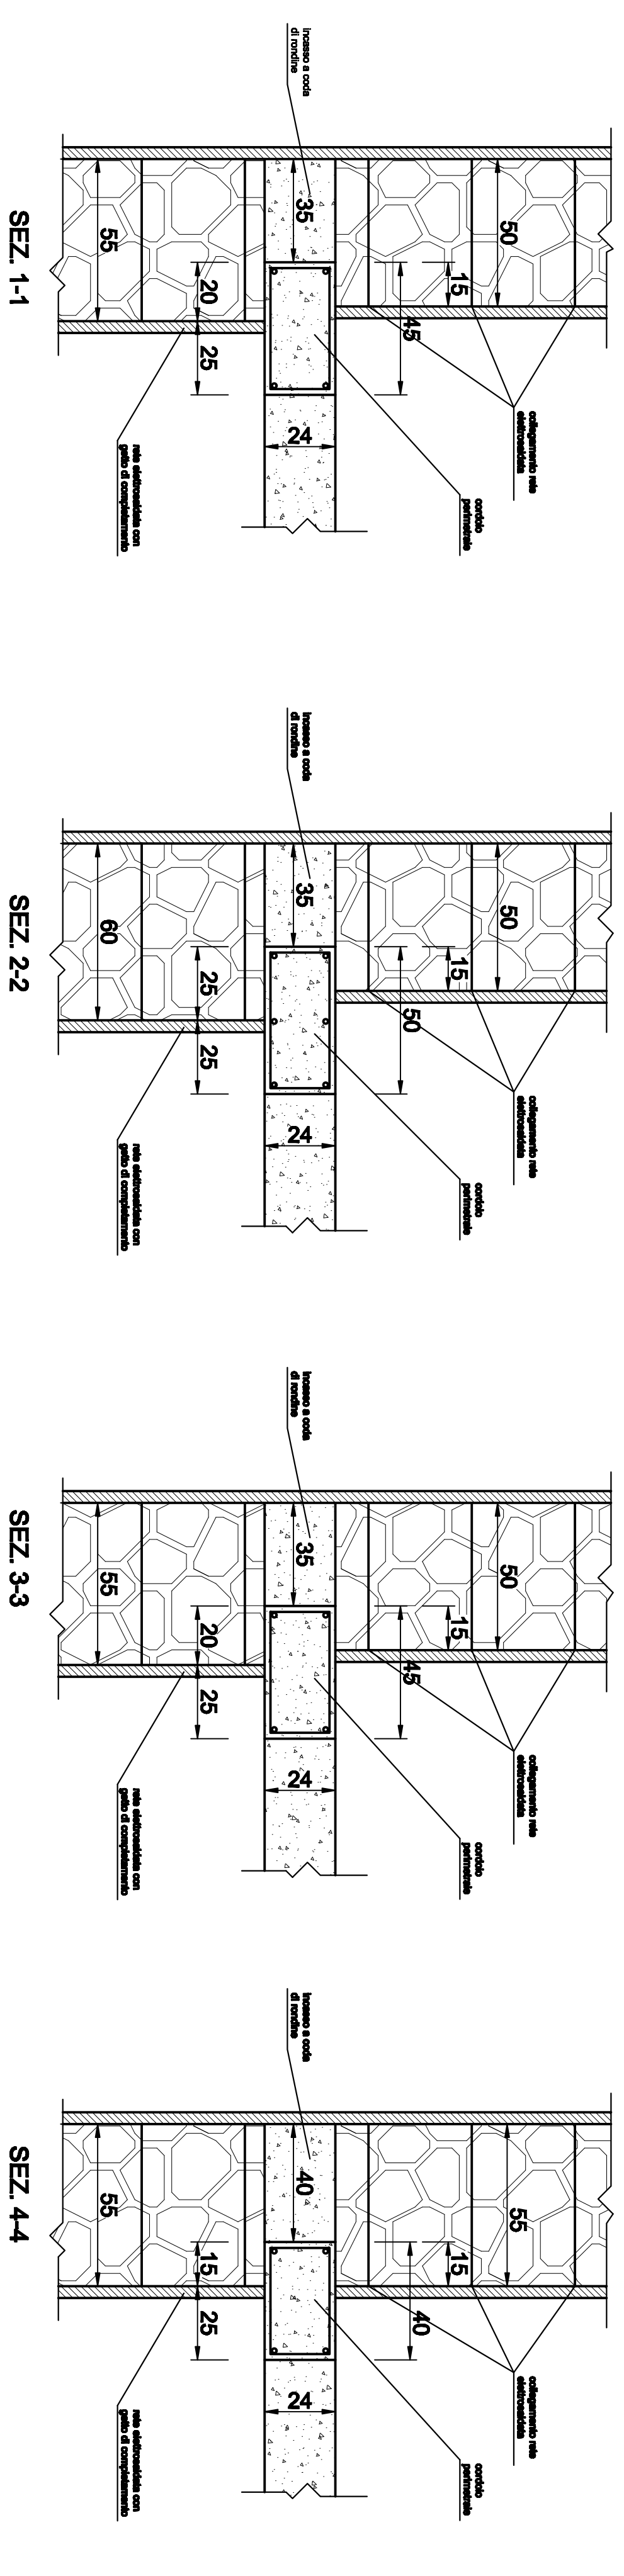 incasso a coda
di rondine
50
15
45
35
24
20
25
55
collegamento rete
elettrosaldata
cordolo
perimetrale
rete elettrosaldata con
getto di completamento
SEZ. 1-1
incasso a coda
di rondine
50
15
50
35
24
25
25
60
collegamento rete
elettrosaldata
cordolo
perimetrale
rete elettrosaldata con
getto di completamento
SEZ. 2-2
incasso a coda
di rondine
50
15
45
35
24
20
25
55
collegamento rete
elettrosaldata
cordolo
perimetrale
rete elettrosaldata con
getto di completamento
SEZ. 3-3
incasso a coda
di rondine
55
15
40
40
24
15
25
55
collegamento rete
elettrosaldata
cordolo
perimetrale
rete elettrosaldata con
getto di completamento
SEZ. 4-4